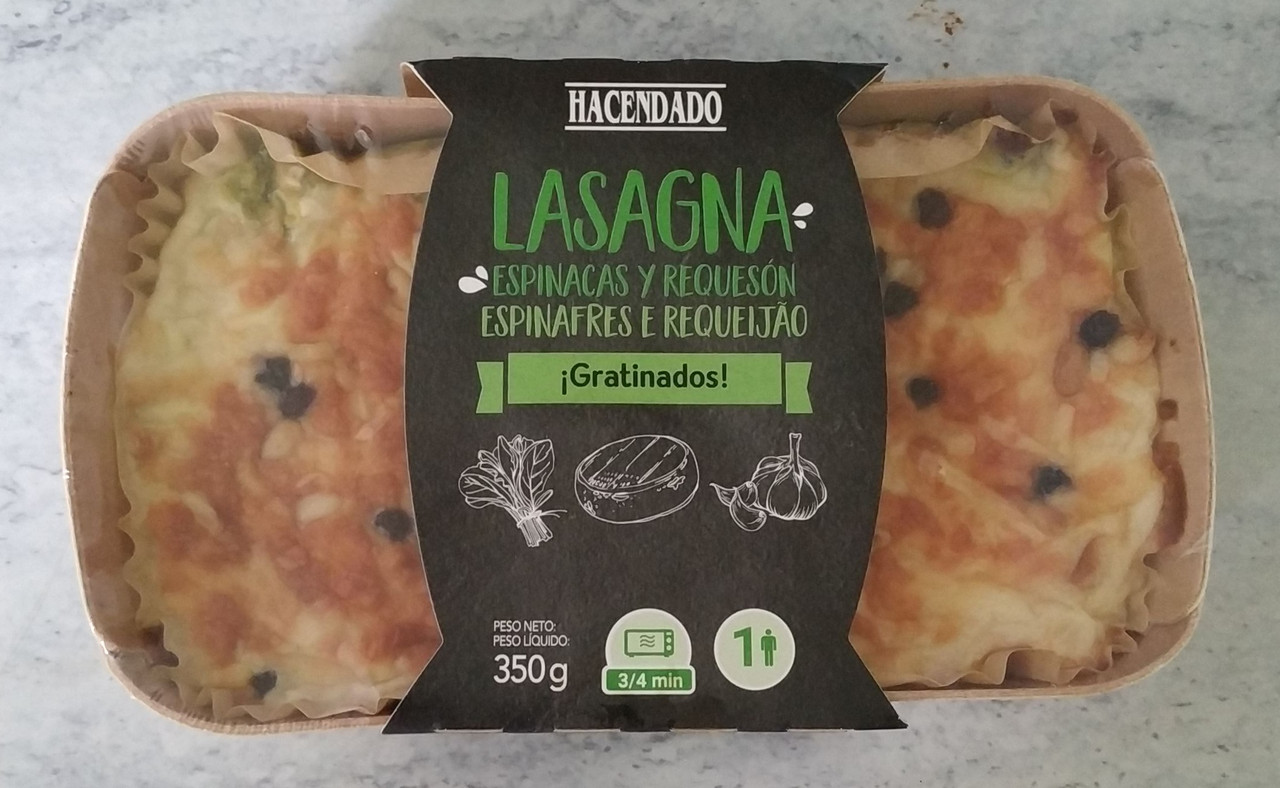 HACENDADO
LASAGNA
ESPINACAS Y REQUESÓN
ESPINAFRES E REQUEIJÃO
¡Gratinados!
PESO NETO:
PESO LÍQUIDO:
350g
3/4 min
1